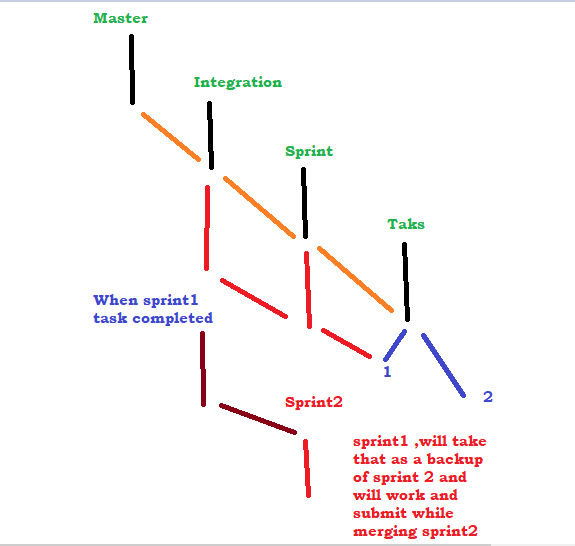 Master
Integration
Sprint
Taks
When sprint1
task completed
1
2
Sprint2
sprint1 ,will take
that as a backup
of sprint 2 and
will work and
submit while
merging sprint2